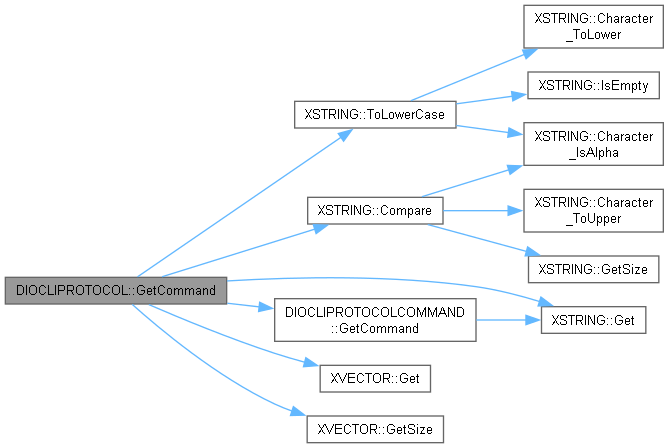 DIOCLIPROTOCOL::GetCommand
XSTRING::ToLowerCase
XSTRING::Character
_ToLower
XSTRING::IsEmpty
XSTRING::Character
_IsAlpha
XSTRING::Compare
XSTRING::Character
_ToUpper
XSTRING::GetSize
DIOCLIPROTOCOLCOMMAND
::GetCommand
XSTRING::Get
XVECTOR::Get
XVECTOR::GetSize